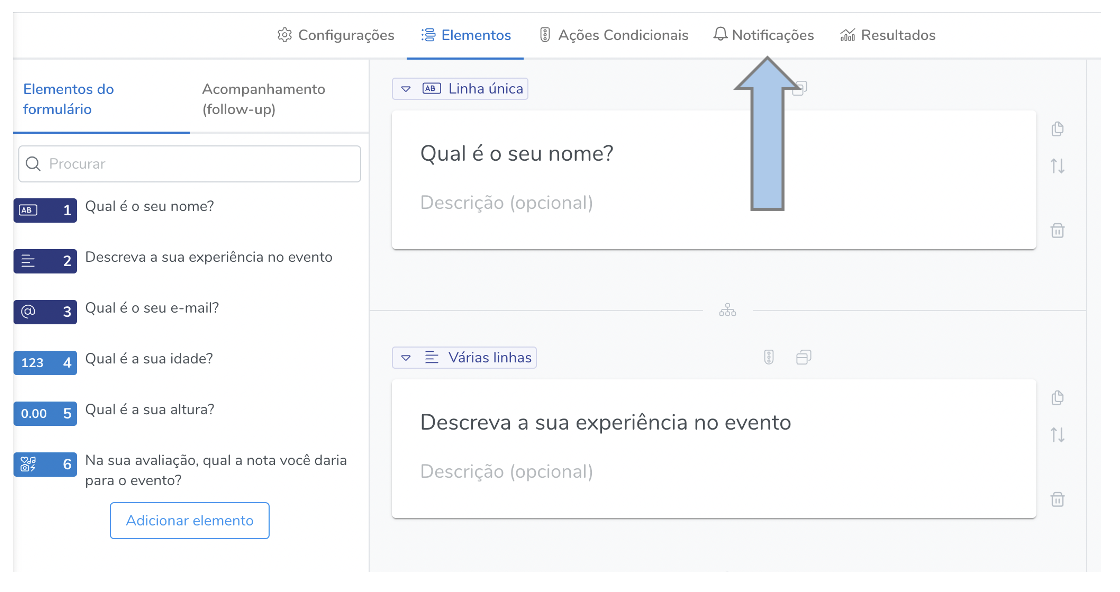 Configurações Elementos Ações Condicionais Notificações Resultados
Elementos do
formulário
Acompanhamento
(follow-up)
Procurar
AB 1 Qual é o seu nome?
2 Descreva a sua experiência no evento
@ 3 Qual é o seu e-mail?
123 4 Qual é a sua idade?
0.00 5 Qual é a sua altura?
6 Na sua avaliação, qual a nota você daria
para o evento?
Adicionar elemento
AB Linha única
Qual é o seu nome?
Descrição (opcional)
Várias linhas
Descreva a sua experiência no evento
Descrição (opcional)